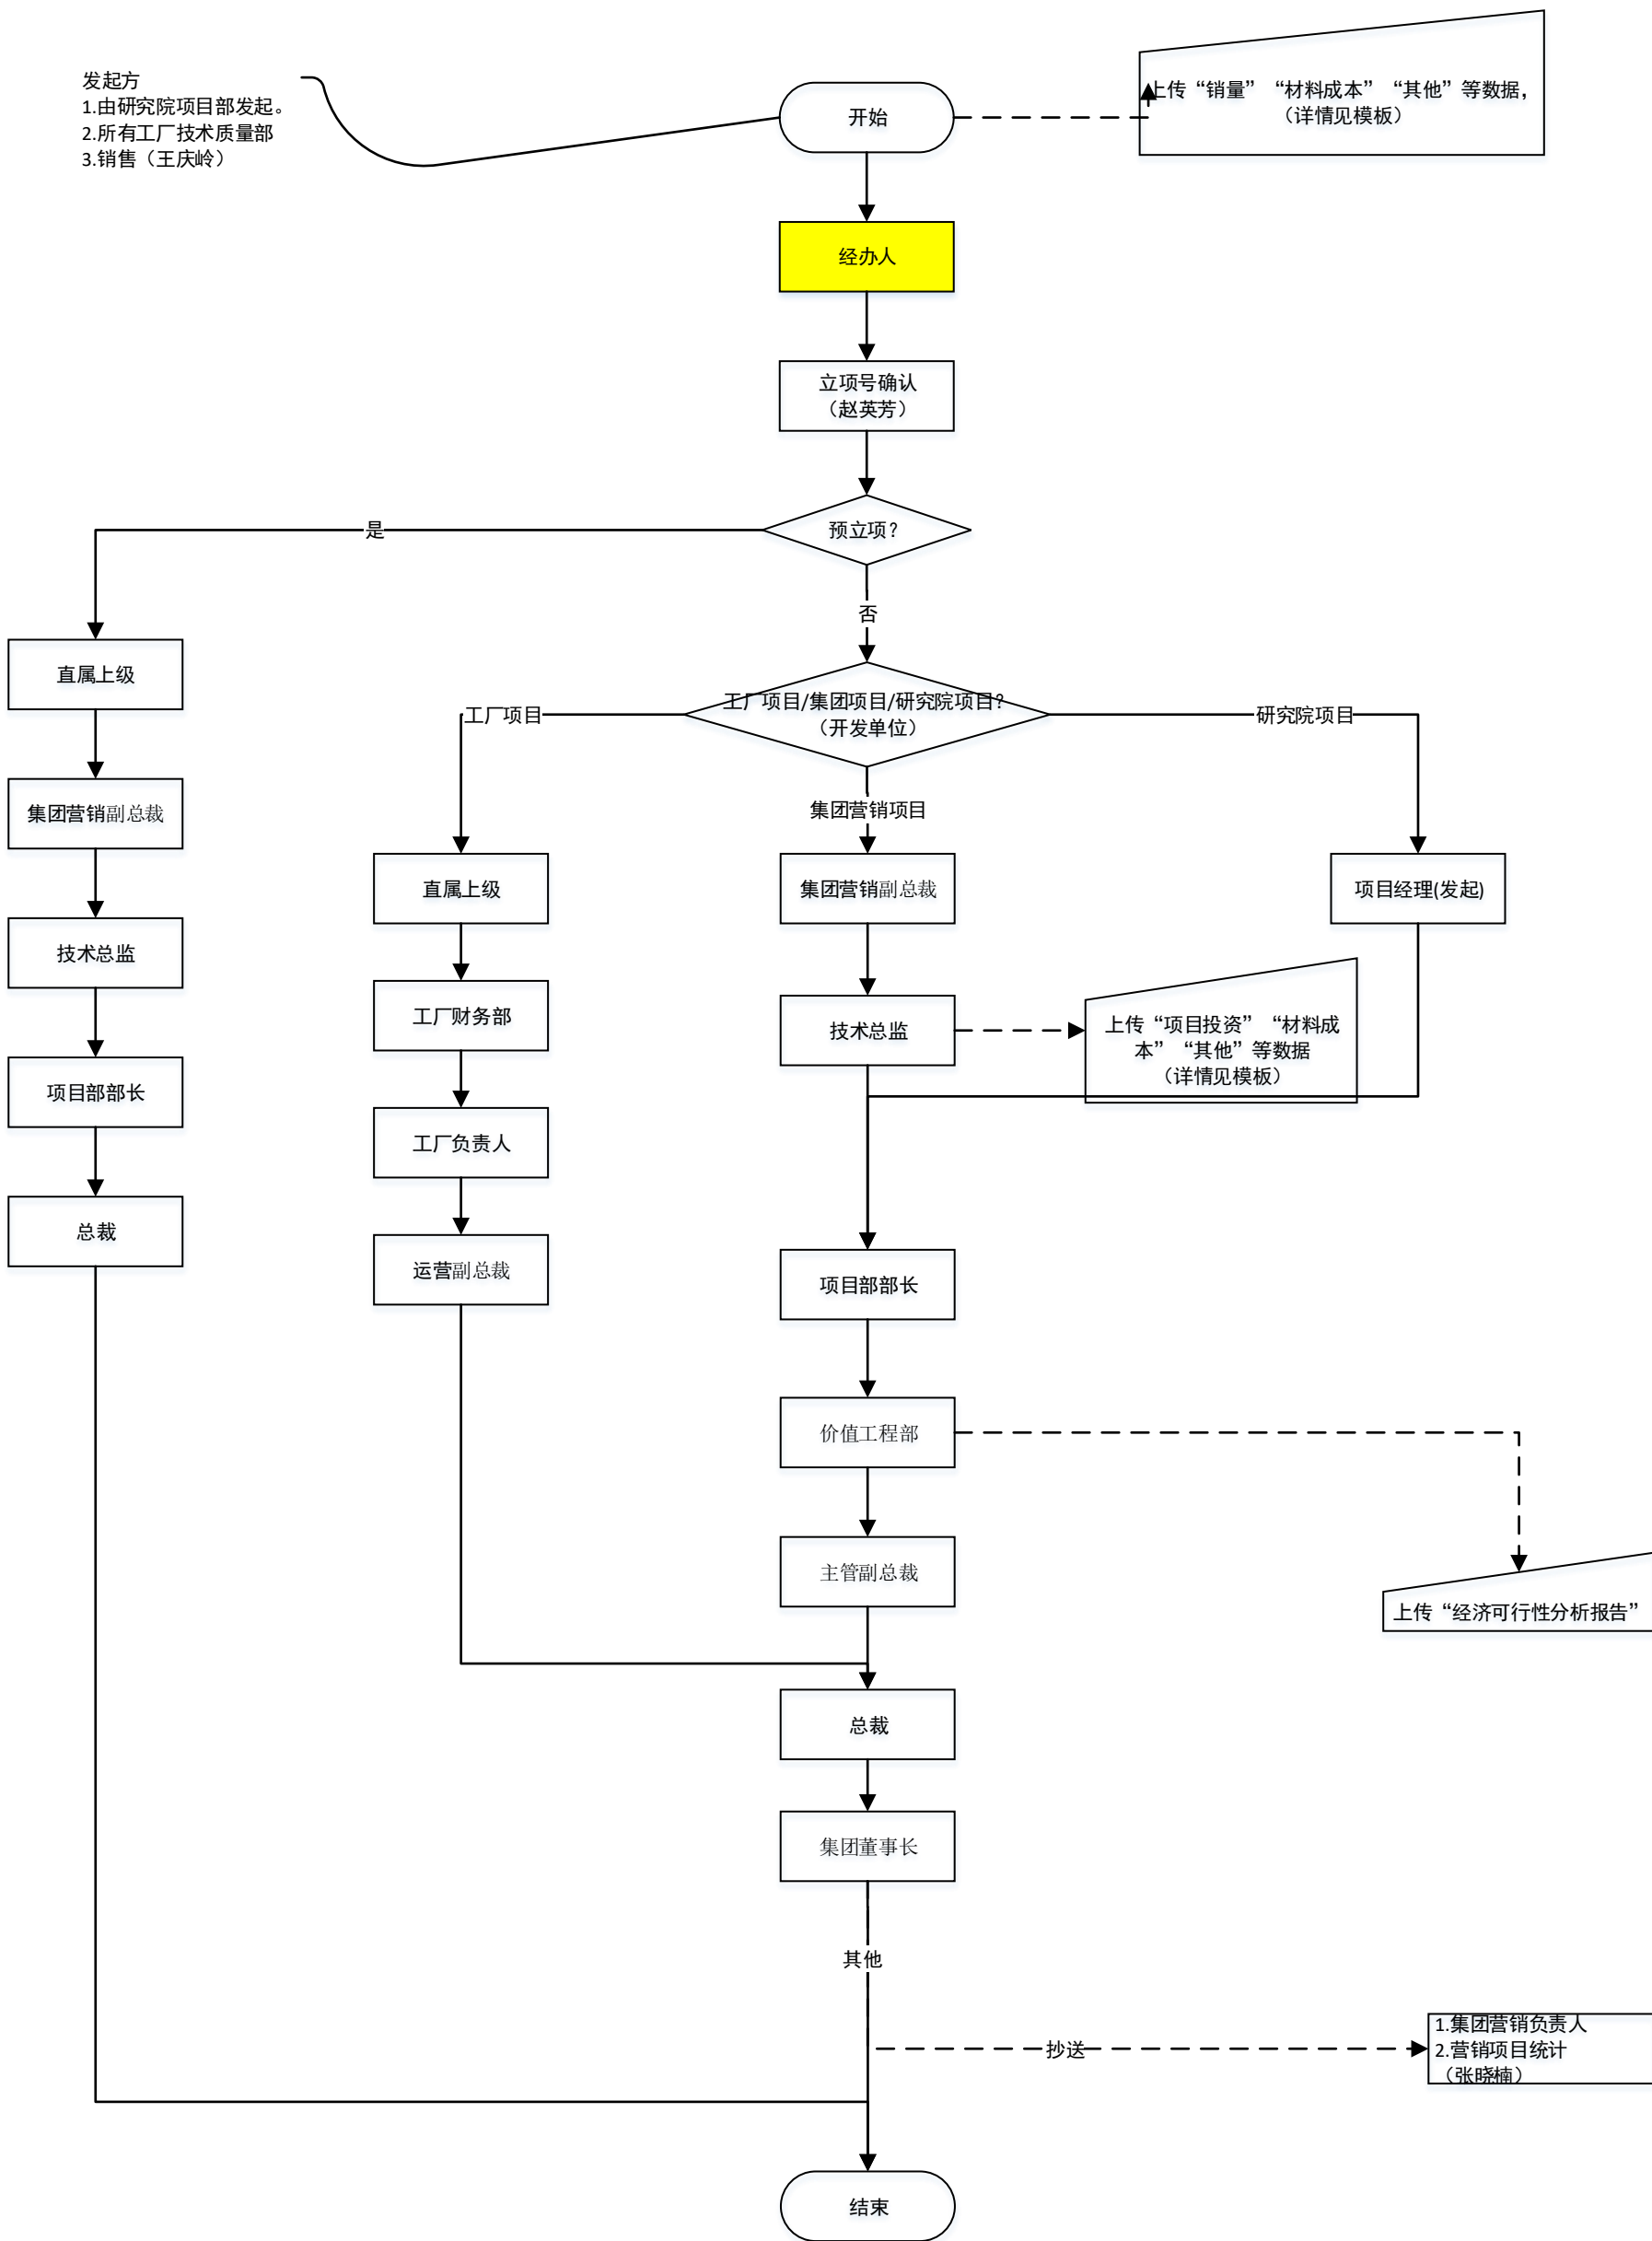 发起方
1.由研究院项目部发起。
2.所有工厂技术质量部
3.销售（王庆岭）
开始
上传“销量”“材料成本”“其他”等数据，
（详情见模板）
经办人
立项号确认
（赵英芳）
预立项？
是
否
直属上级
集团营销副总裁
技术总监
项目部部长
总裁
工厂项目/集团项目/研究院项目？
（开发单位）
工厂项目
集团营销项目
研究院项目
直属上级
工厂财务部
工厂负责人
运营副总裁
集团营销副总裁
技术总监
项目经理(发起)
上传“项目投资”“材料成
本”“其他”等数据
（详情见模板）
项目部部长
价值工程部
主管副总裁
上传“经济可行性分析报告”
总裁
集团董事长
其他
抄送
1.集团营销负责人
2.营销项目统计
（张晓楠）
结束